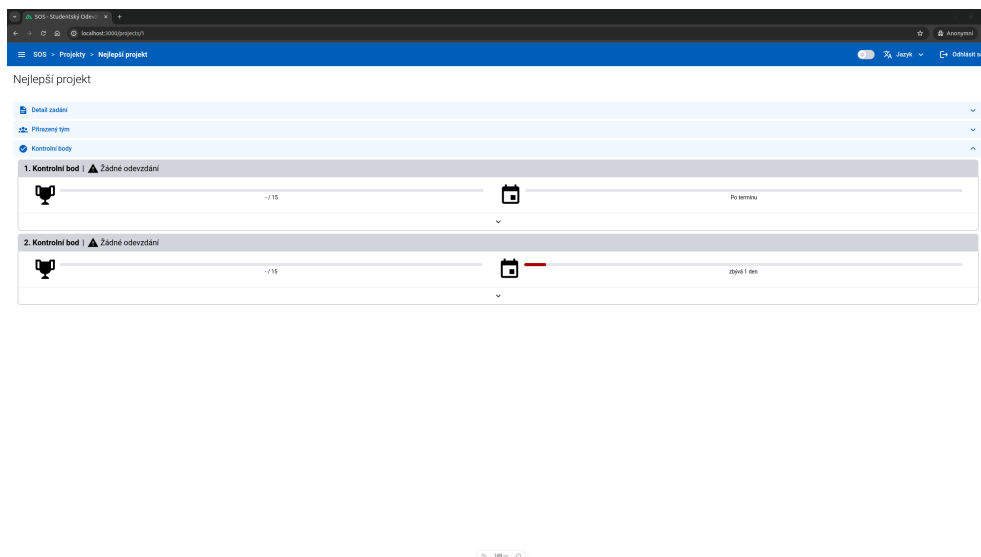 SOS - Studentský Odev
localhost:3000/projects/1
Anonymní
SOS > Projekty > Nejlepší projekt
Jazyk
Odhlásit s
Nejlepší projekt
Detail zadání
Přiřazený tým
Kontrolní body
1. Kontrolní bod | Žádné odevzdání
- / 15
Po termínu
2. Kontrolní bod | Žádné odevzdání
- / 15
zbývá 1 den